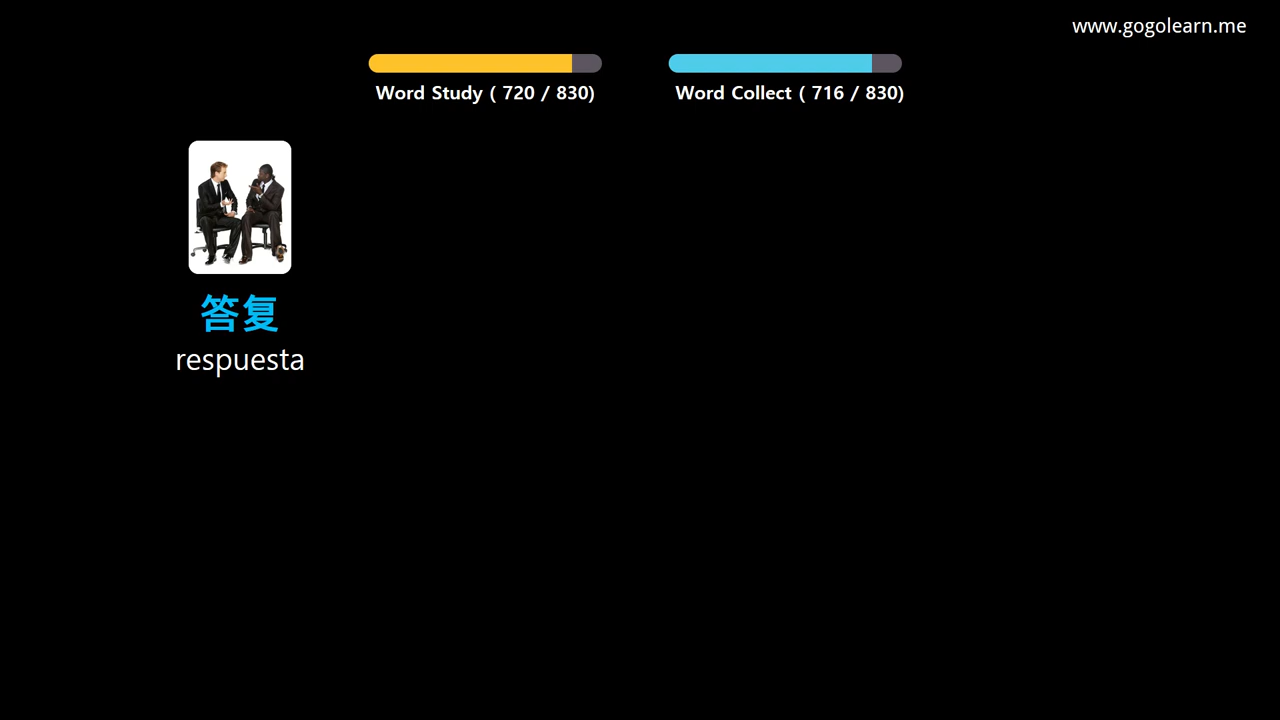 www.gogolearn.me
Word Study ( 720 / 830)
Word Collect ( 716 / 830)
答复
respuesta